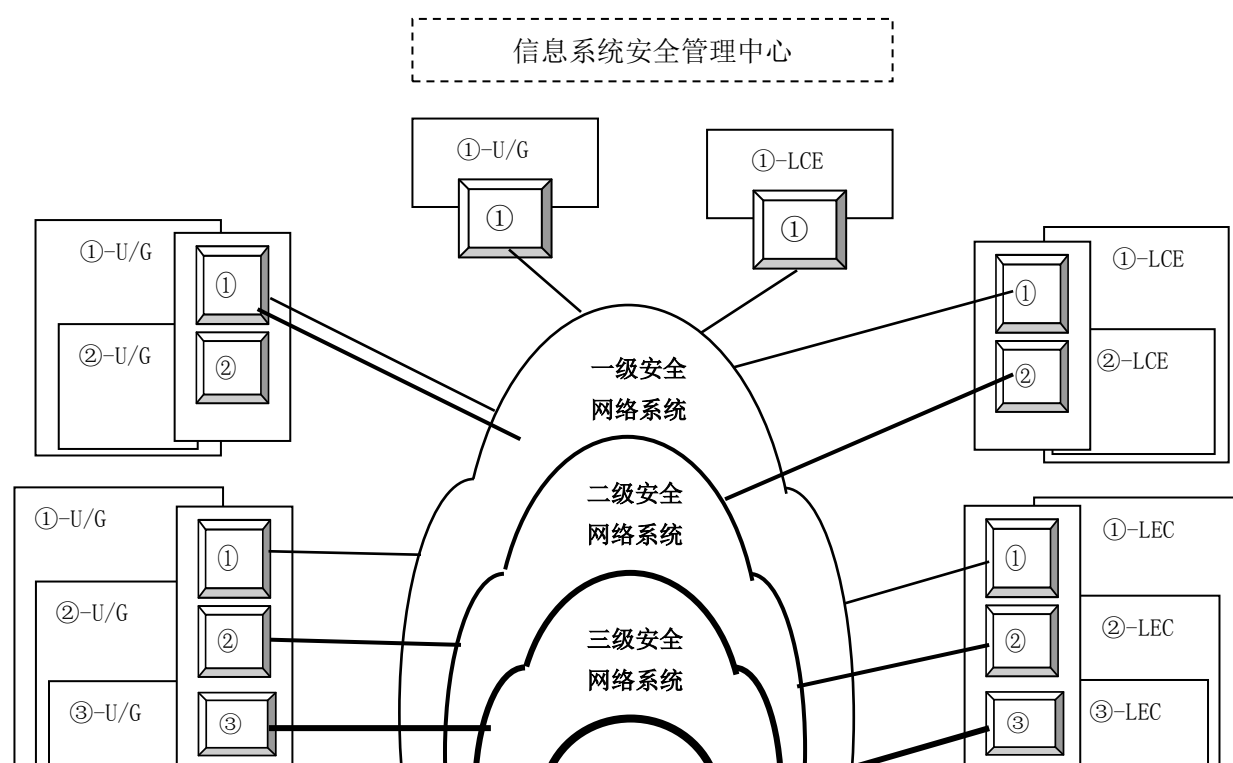 信息系统安全管理中心
①-U/G
①
①-LCE
①
①-U/G
①
②-U/G
②
①-LCE
①
②-LCE
②
一级安全
网络系统
二级安全
网络系统
三级安全
网络系统
①-U/G
①
②-U/G
②
③-U/G
③
①-LEC
①
②-LEC
②
③-LEC
③